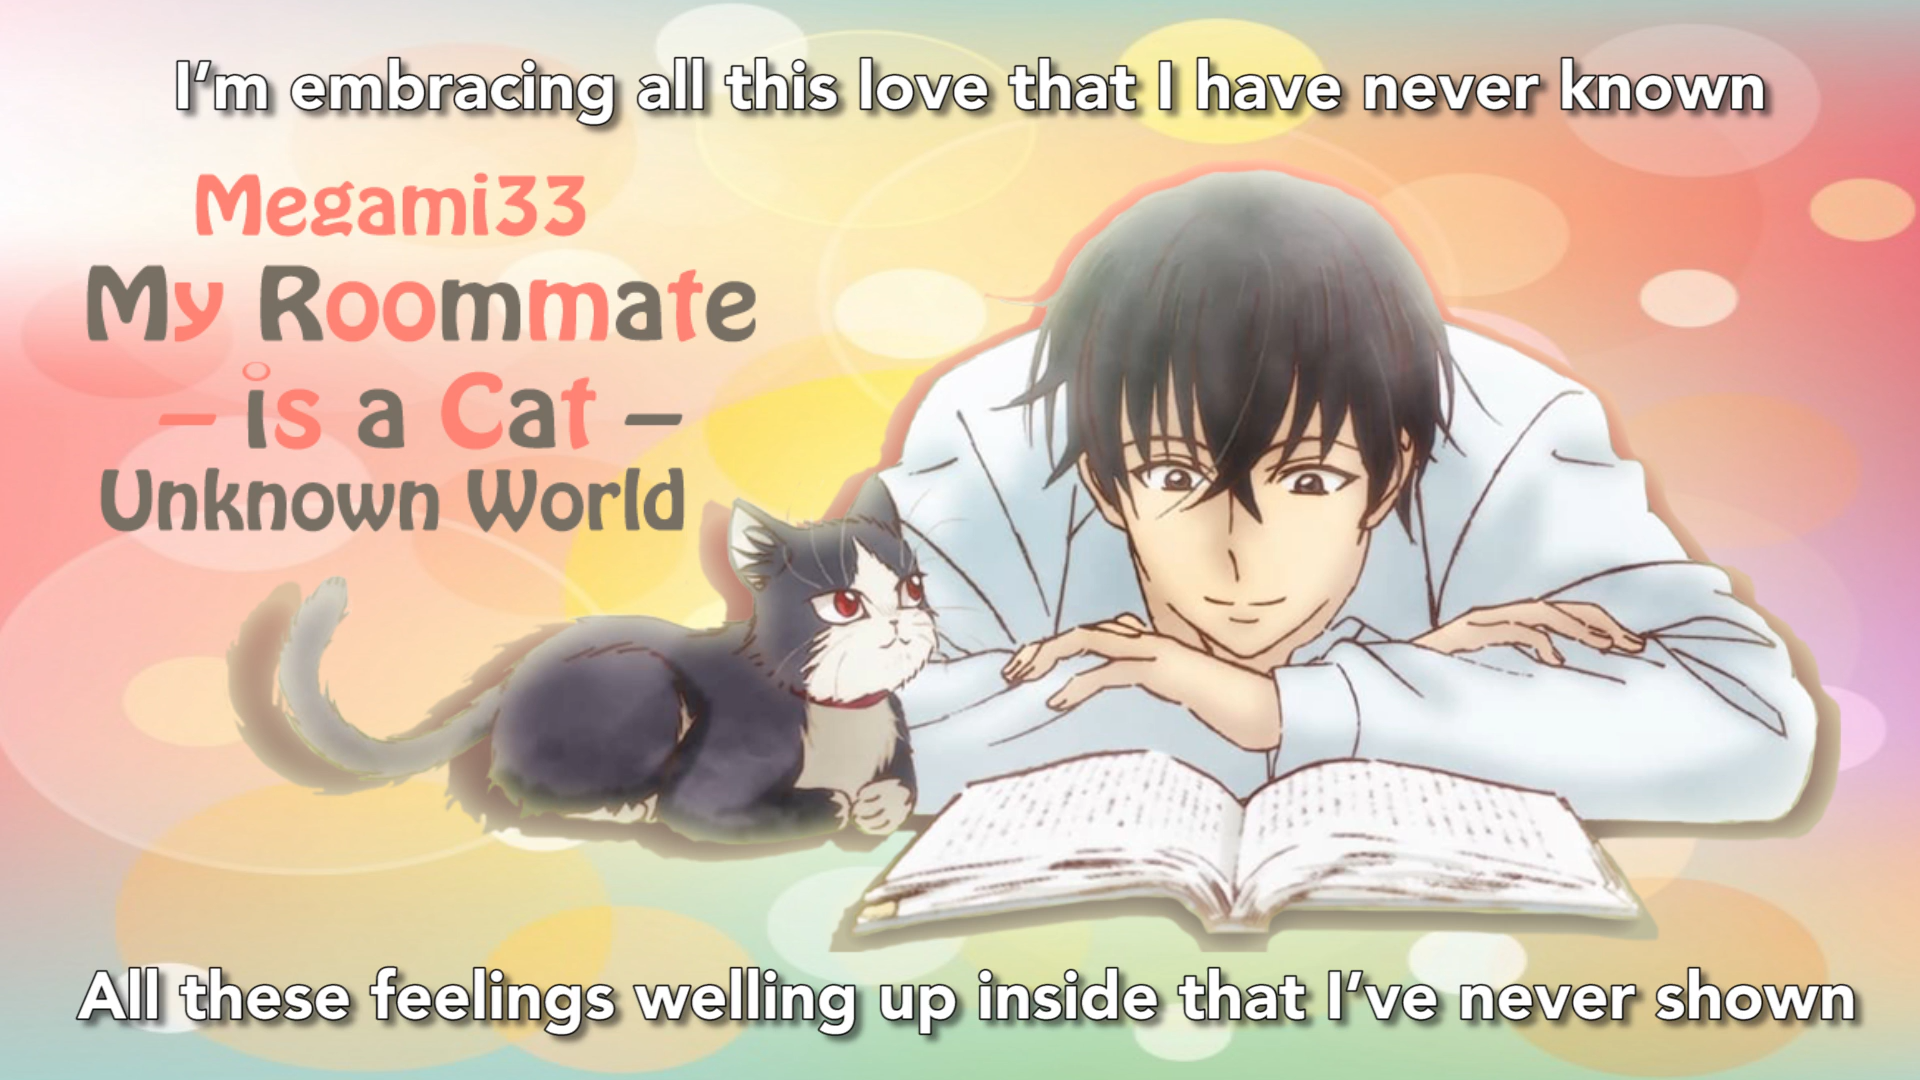 I'm embracing all this love that I have never known
Megami33
My Roommate
– is a Cat –
Unknown World
All these feelings welling up inside that I've never shown